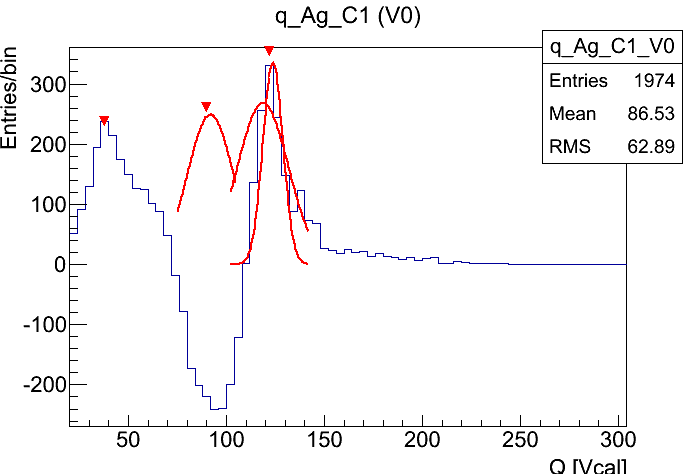 q_Ag_C1 (V0)
q_Ag_C1_V0
Entries 1974
Mean 86.53
RMS 62.89
Entries/bin
300
200
100
0
-100
-200
50 100 150 200 250 300
Q [Vcal]